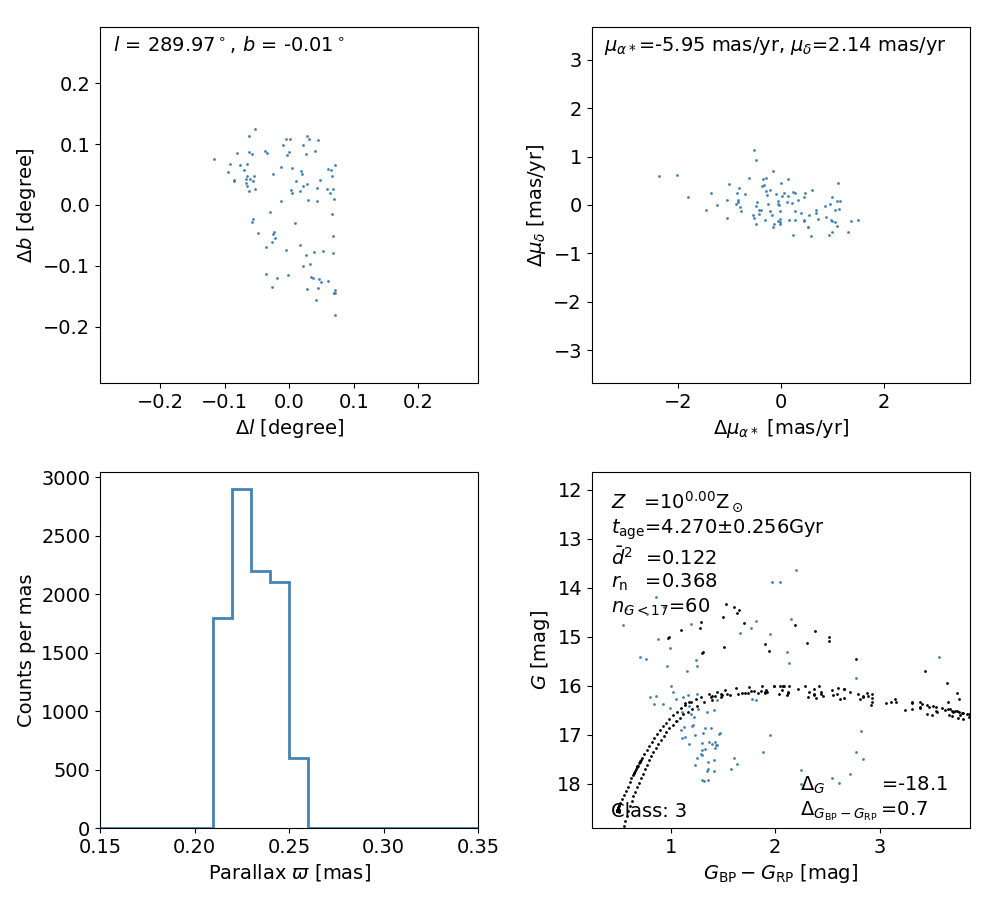 l = 289.97°, b = -0.01°
0.2
0.1
0.0
−0.1
−0.2
Δb [degree]
−0.2
−0.1
0.0
0.1
0.2
Δl [degree]
μα*=-5.95 mas/yr, μδ=2.14 mas/yr
3
2
1
0
−1
−2
−3
Δμδ [mas/yr]
−2
0
2
Δμα* [mas/yr]
3000
2500
2000
1500
1000
500
0
Counts per mas
0.15
0.20
0.25
0.30
0.35
Parallax ϖ [mas]
Z =10^0.00 Z⊙
t_age=4.270±0.256Gyr
d̄² =0.122
r_n =0.368
n_G<17=60
Δ_G =-18.1
Δ_GBP−GRP=0.7
Class: 3
12
13
14
15
16
17
18
G [mag]
1
2
3
G_BP − G_RP [mag]